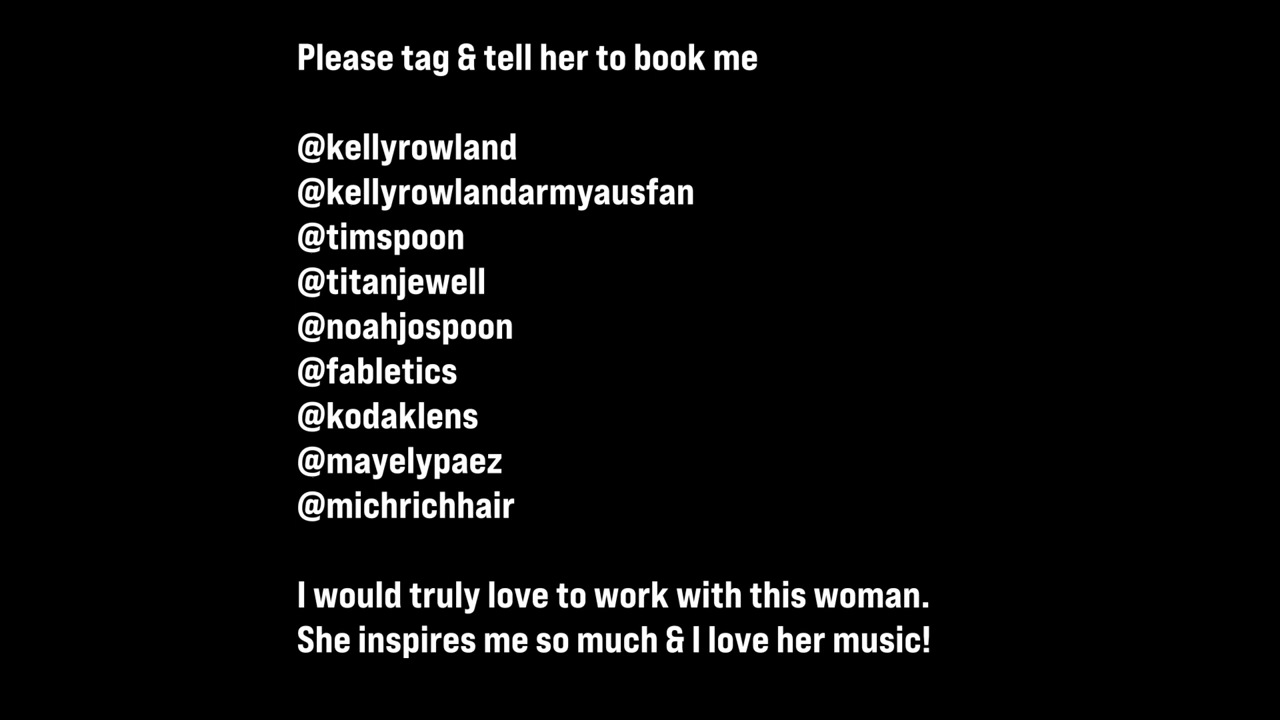 Please tag & tell her to book me
@kellyrowland
@kellyrowlandarmyausfan
@timspoon
@titanjewell
@noahjospoon
@fabletics
@kodaklens
@mayelypaez
@michrichhair
I would truly love to work with this woman.
She inspires me so much & I love her music!